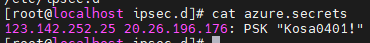 [root@localhost ipsec.d]# cat azure.secrets
123.142.252.25 20.26.196.176: PSK "Kosa0401!"